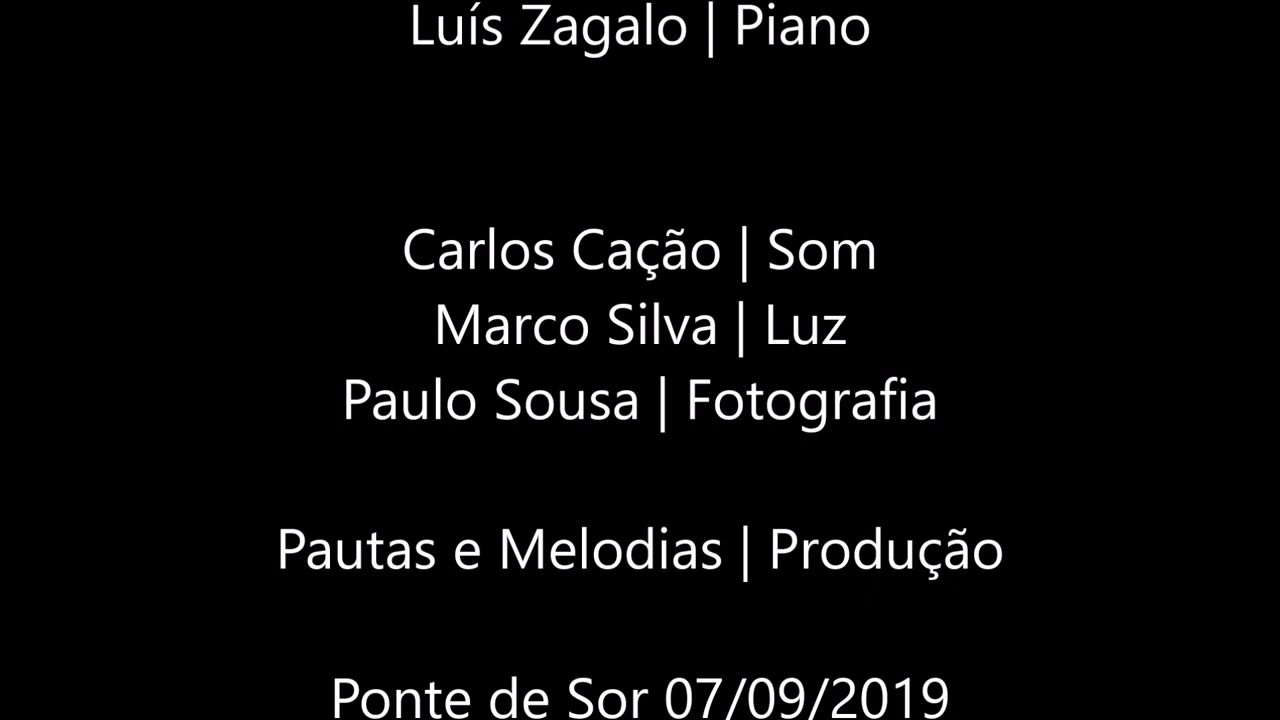 Luís Zagalo | Piano
Carlos Cação | Som
Marco Silva | Luz
Paulo Sousa | Fotografia
Pautas e Melodias | Produção
Ponte de Sor 07/09/2019